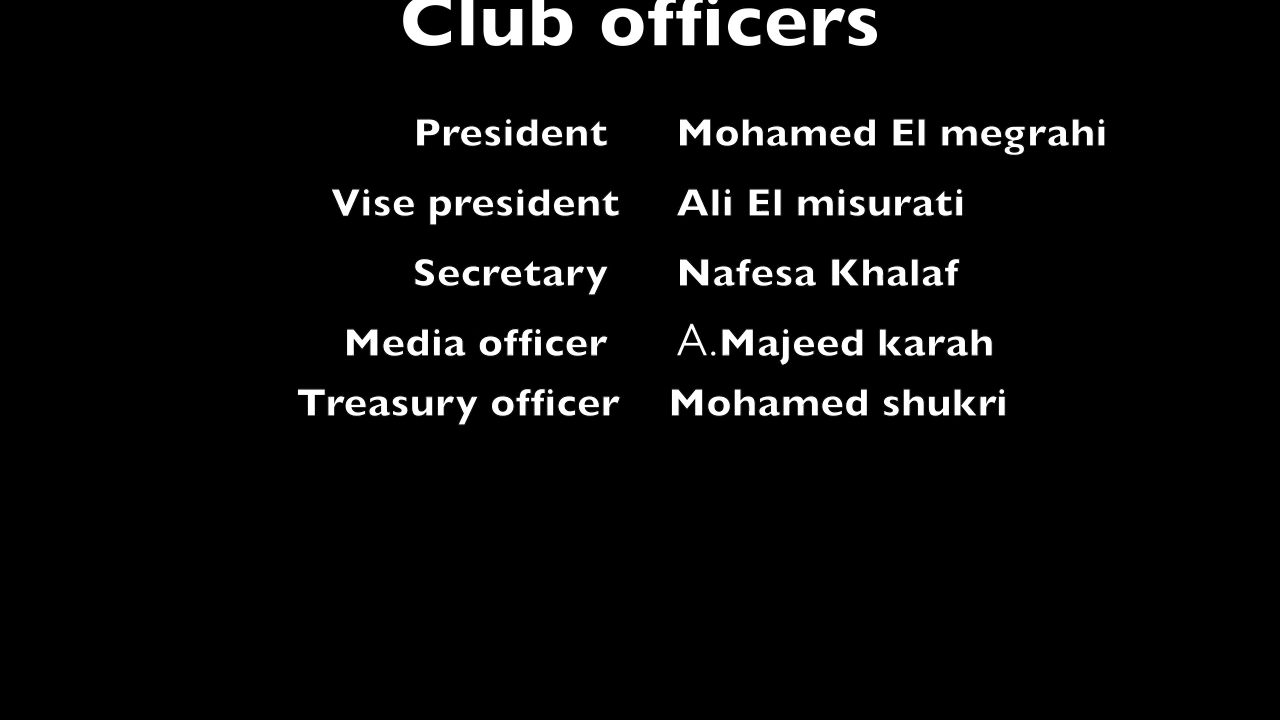 Club officers
President Mohamed El megrahi
Vise president Ali El misurati
Secretary Nafesa Khalaf
Media officer A.Majeed karah
Treasury officer Mohamed shukri